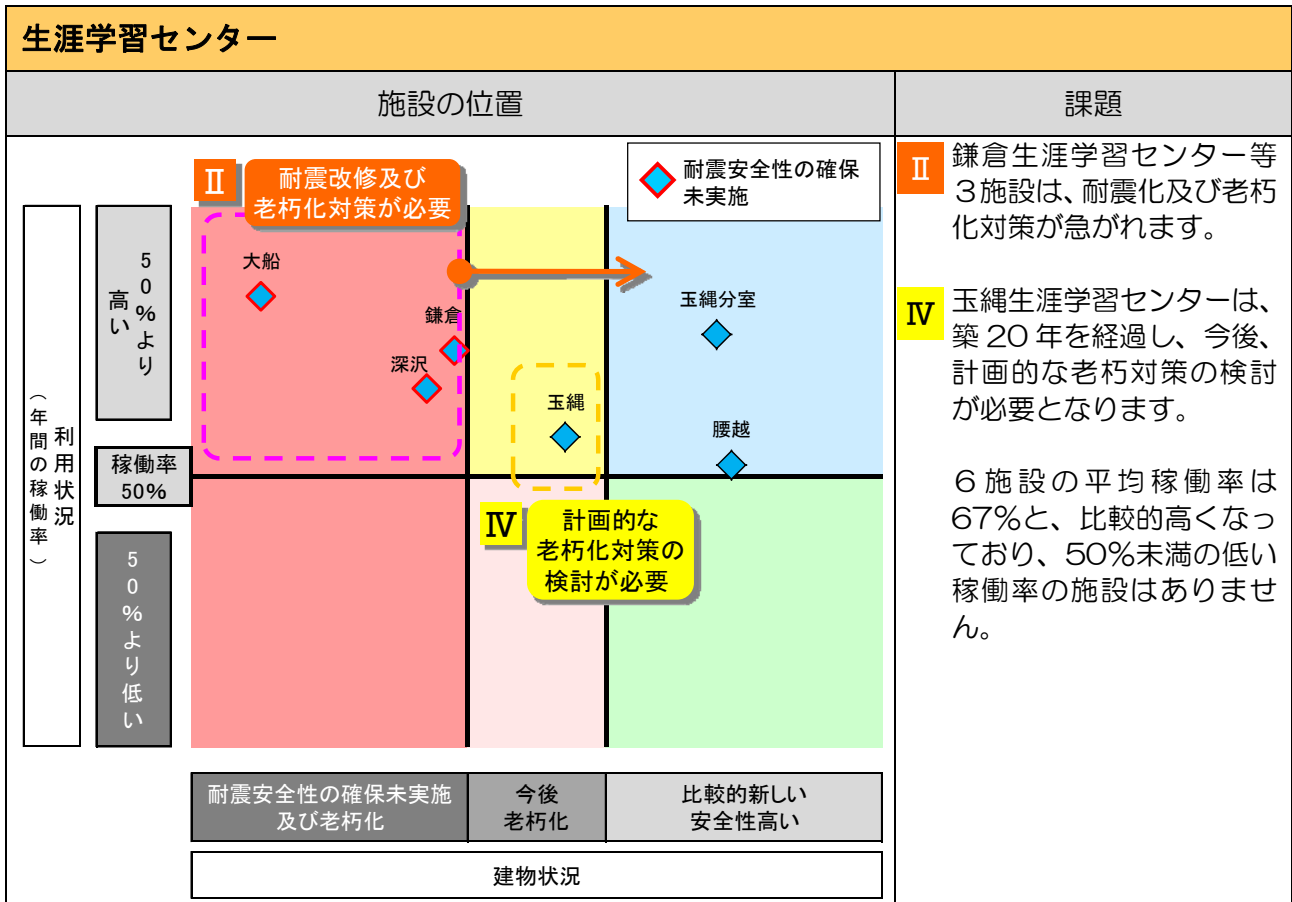 生涯学習センター
施設の位置
課題
Ⅱ
耐震改修及び
老朽化対策が必要
耐震安全性の確保
未実施
大船
鎌倉
深沢
玉縄
玉縄分室
腰越
Ⅳ
計画的な
老朽化対策の
検討が必要
利用状況
（年間の稼働率）
50％より
高い
稼働率
50％
50％より低い
耐震安全性の確保未実施
及び老朽化
今後
老朽化
比較的新しい
安全性高い
建物状況
Ⅱ
鎌倉生涯学習センター等
３施設は、耐震化及び老朽
化対策が急がれます。
Ⅳ
玉縄生涯学習センターは、
築 20 年を経過し、今後、
計画的な老朽対策の検討
が必要となります。
６施設の平均稼働率は
67％と、比較的高くなっ
ており、50％未満の低い
稼働率の施設はありませ
ん。